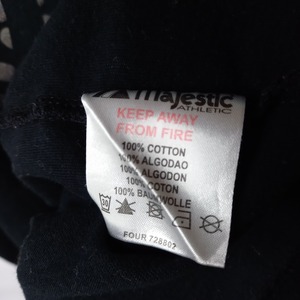 majestic
ATHLETIC
KEEP AWAY
FROM FIRE
100% COTTON
100% ALGODAO
100% ALGODON
100% COTON
100% BAUMWOLLE
30
FOUR 728802